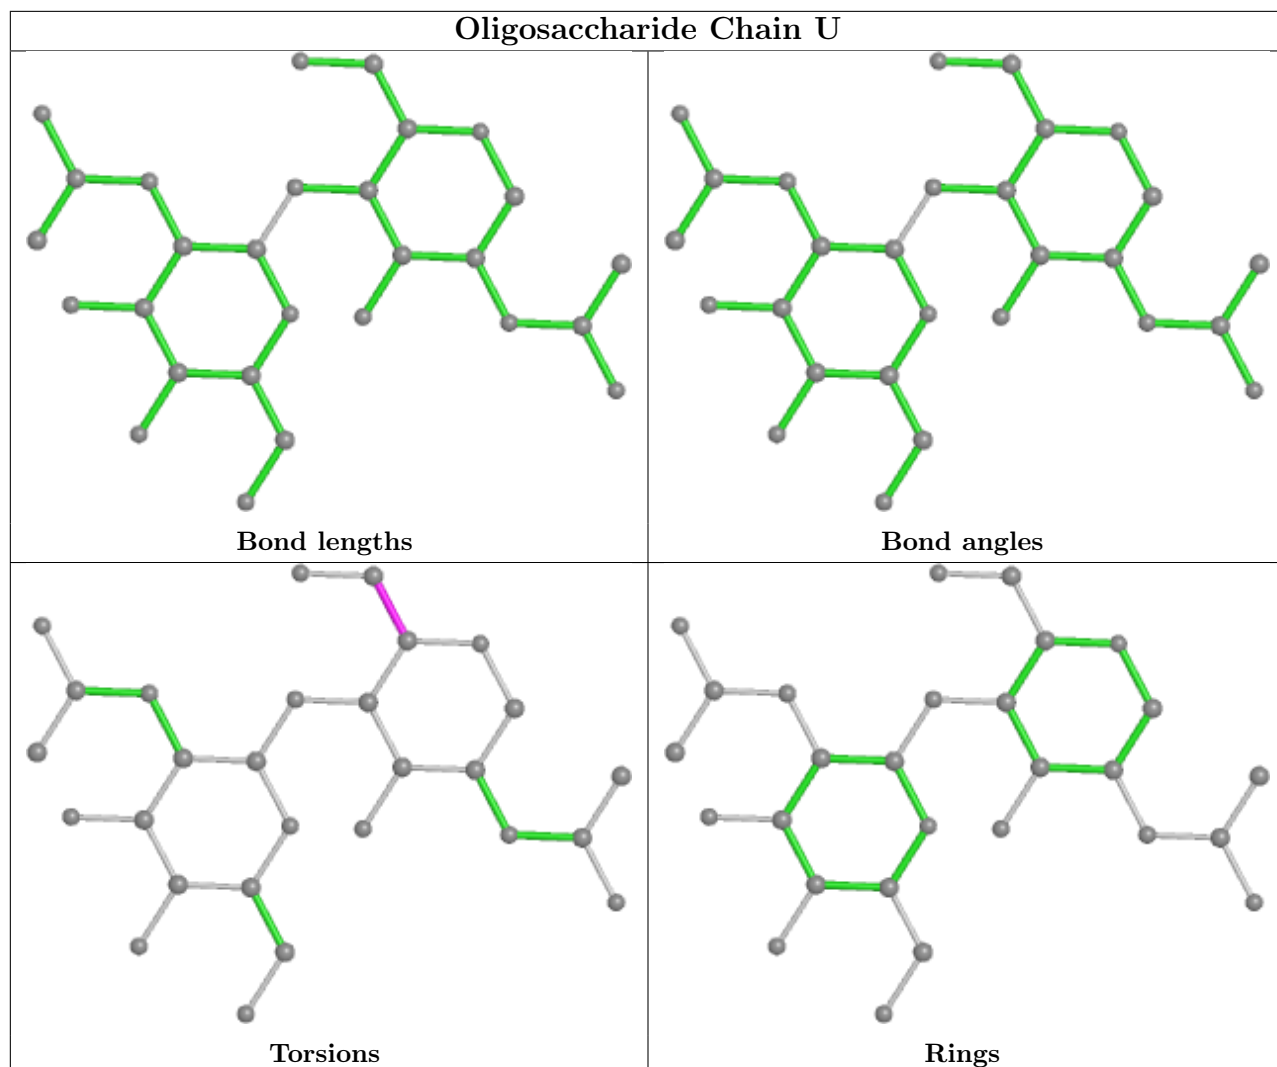 Oligosaccharide Chain U
Bond lengths
Bond angles
Torsions
Rings